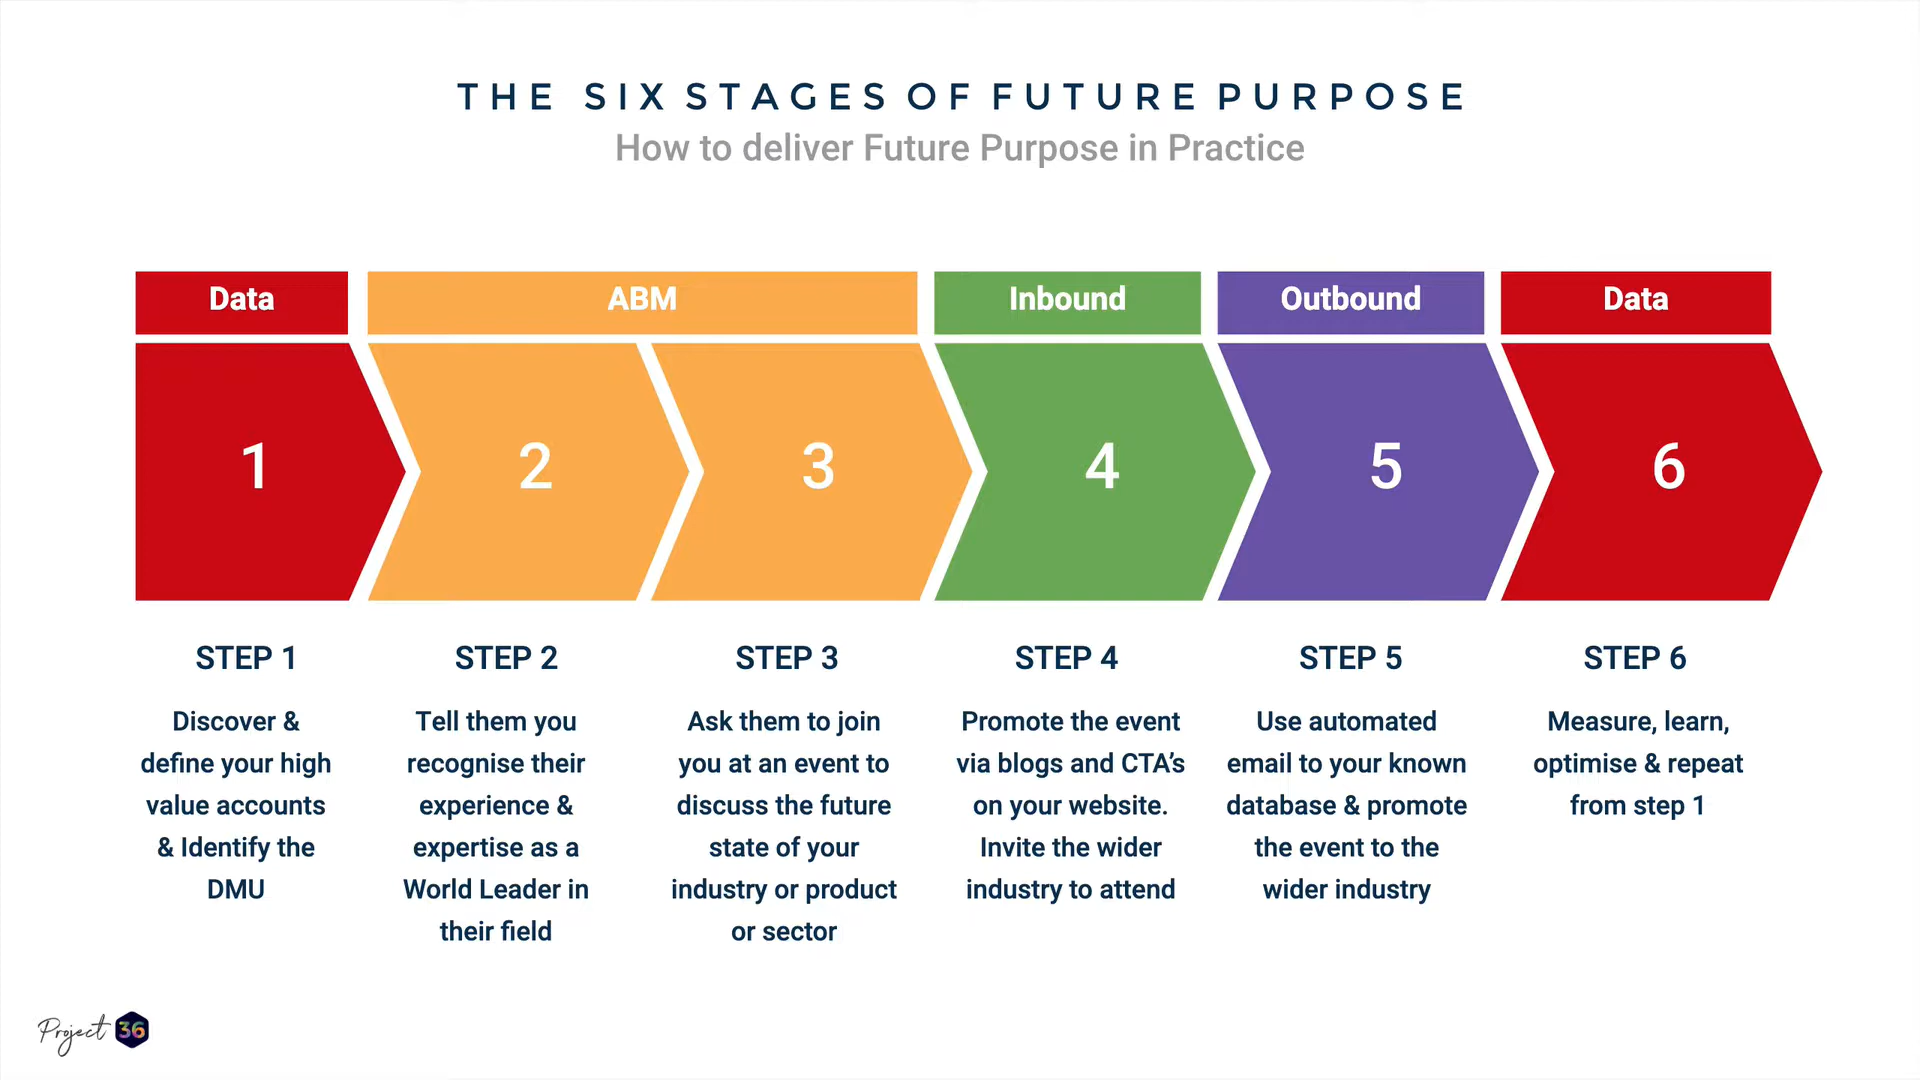 THE SIX STAGES OF FUTURE PURPOSE
How to deliver Future Purpose in Practice
Data
ABM
Inbound
Outbound
Data
1
2
3
4
5
6
STEP 1
Discover &
define your high
value accounts
& Identify the
DMU
STEP 2
Tell them you
recognise their
experience &
expertise as a
World Leader in
their field
STEP 3
Ask them to join
you at an event to
discuss the future
state of your
industry or product
or sector
STEP 4
Promote the event
via blogs and CTA’s
on your website.
Invite the wider
industry to attend
STEP 5
Use automated
email to your known
database & promote
the event to the
wider industry
STEP 6
Measure, learn,
optimise & repeat
from step 1
Project 36